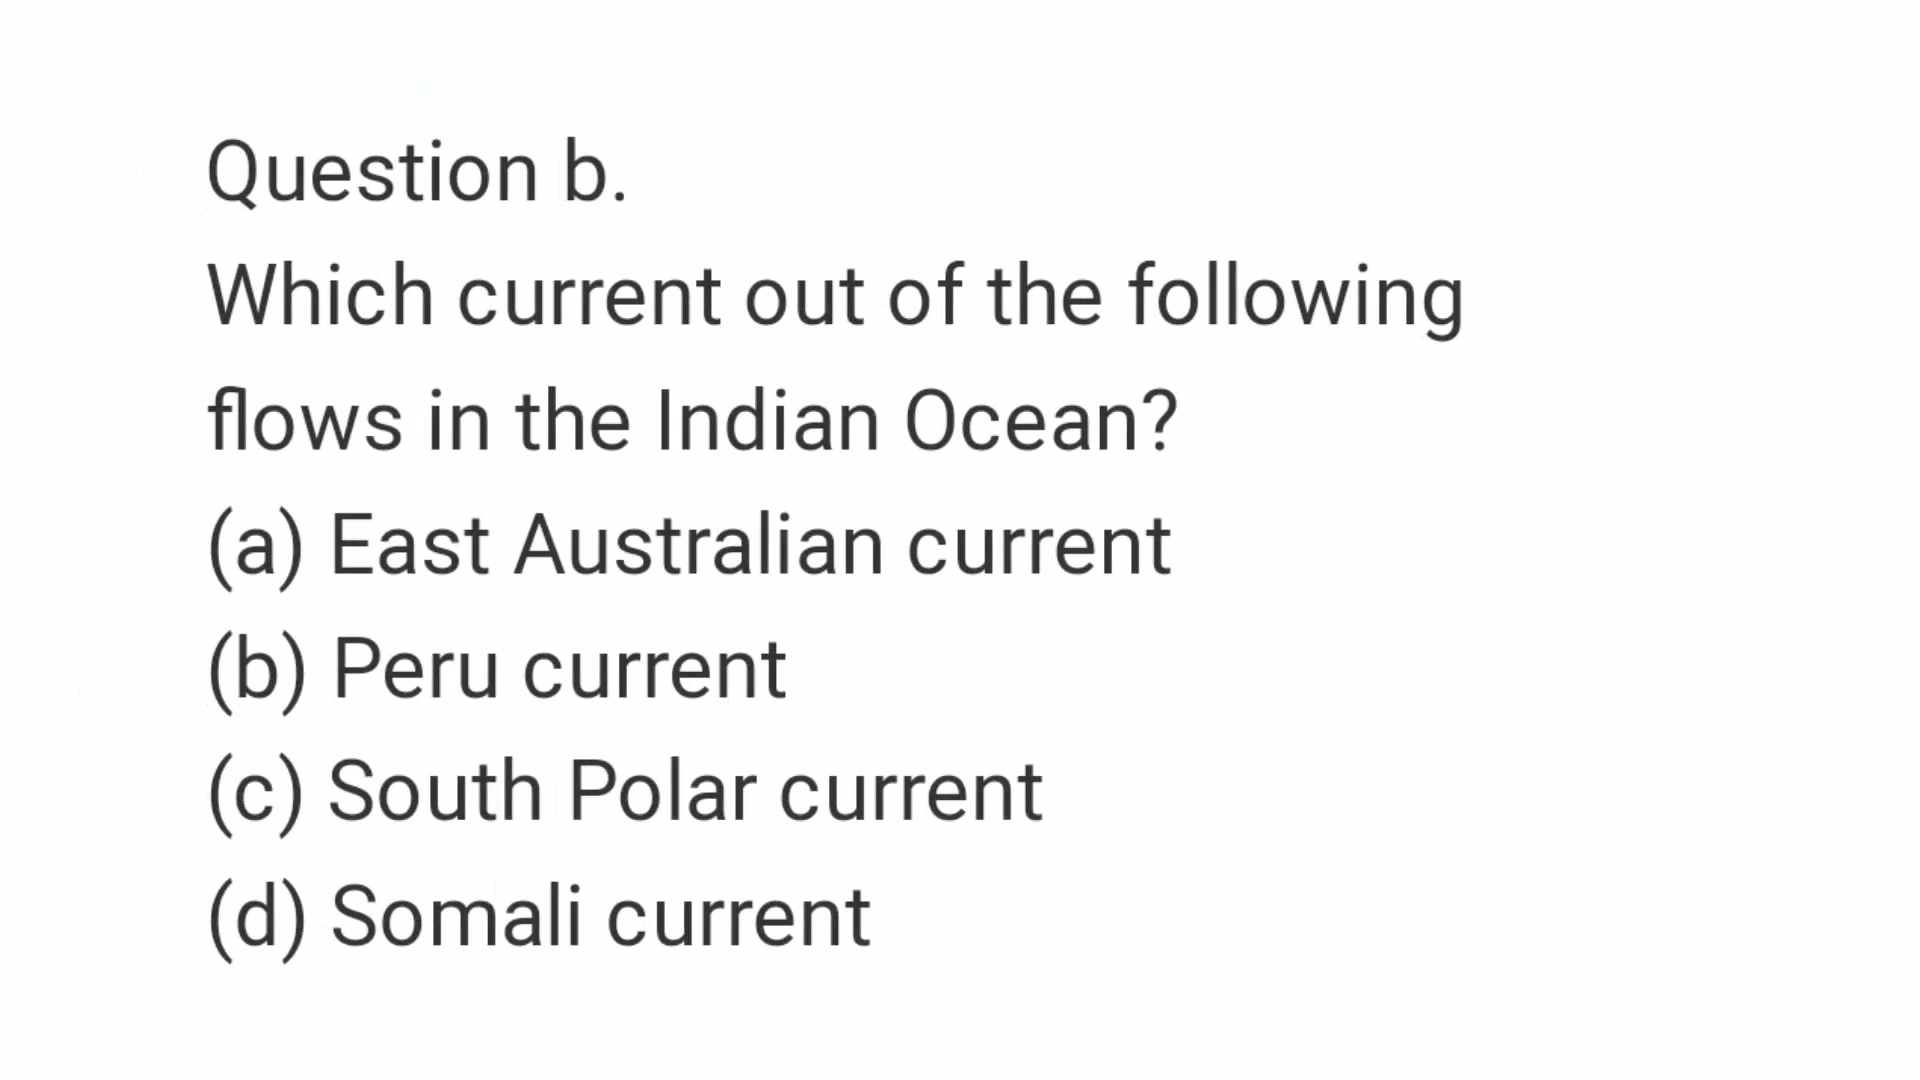 Question b.
Which current out of the following
flows in the Indian Ocean?
(a) East Australian current
(b) Peru current
(c) South Polar current
(d) Somali current